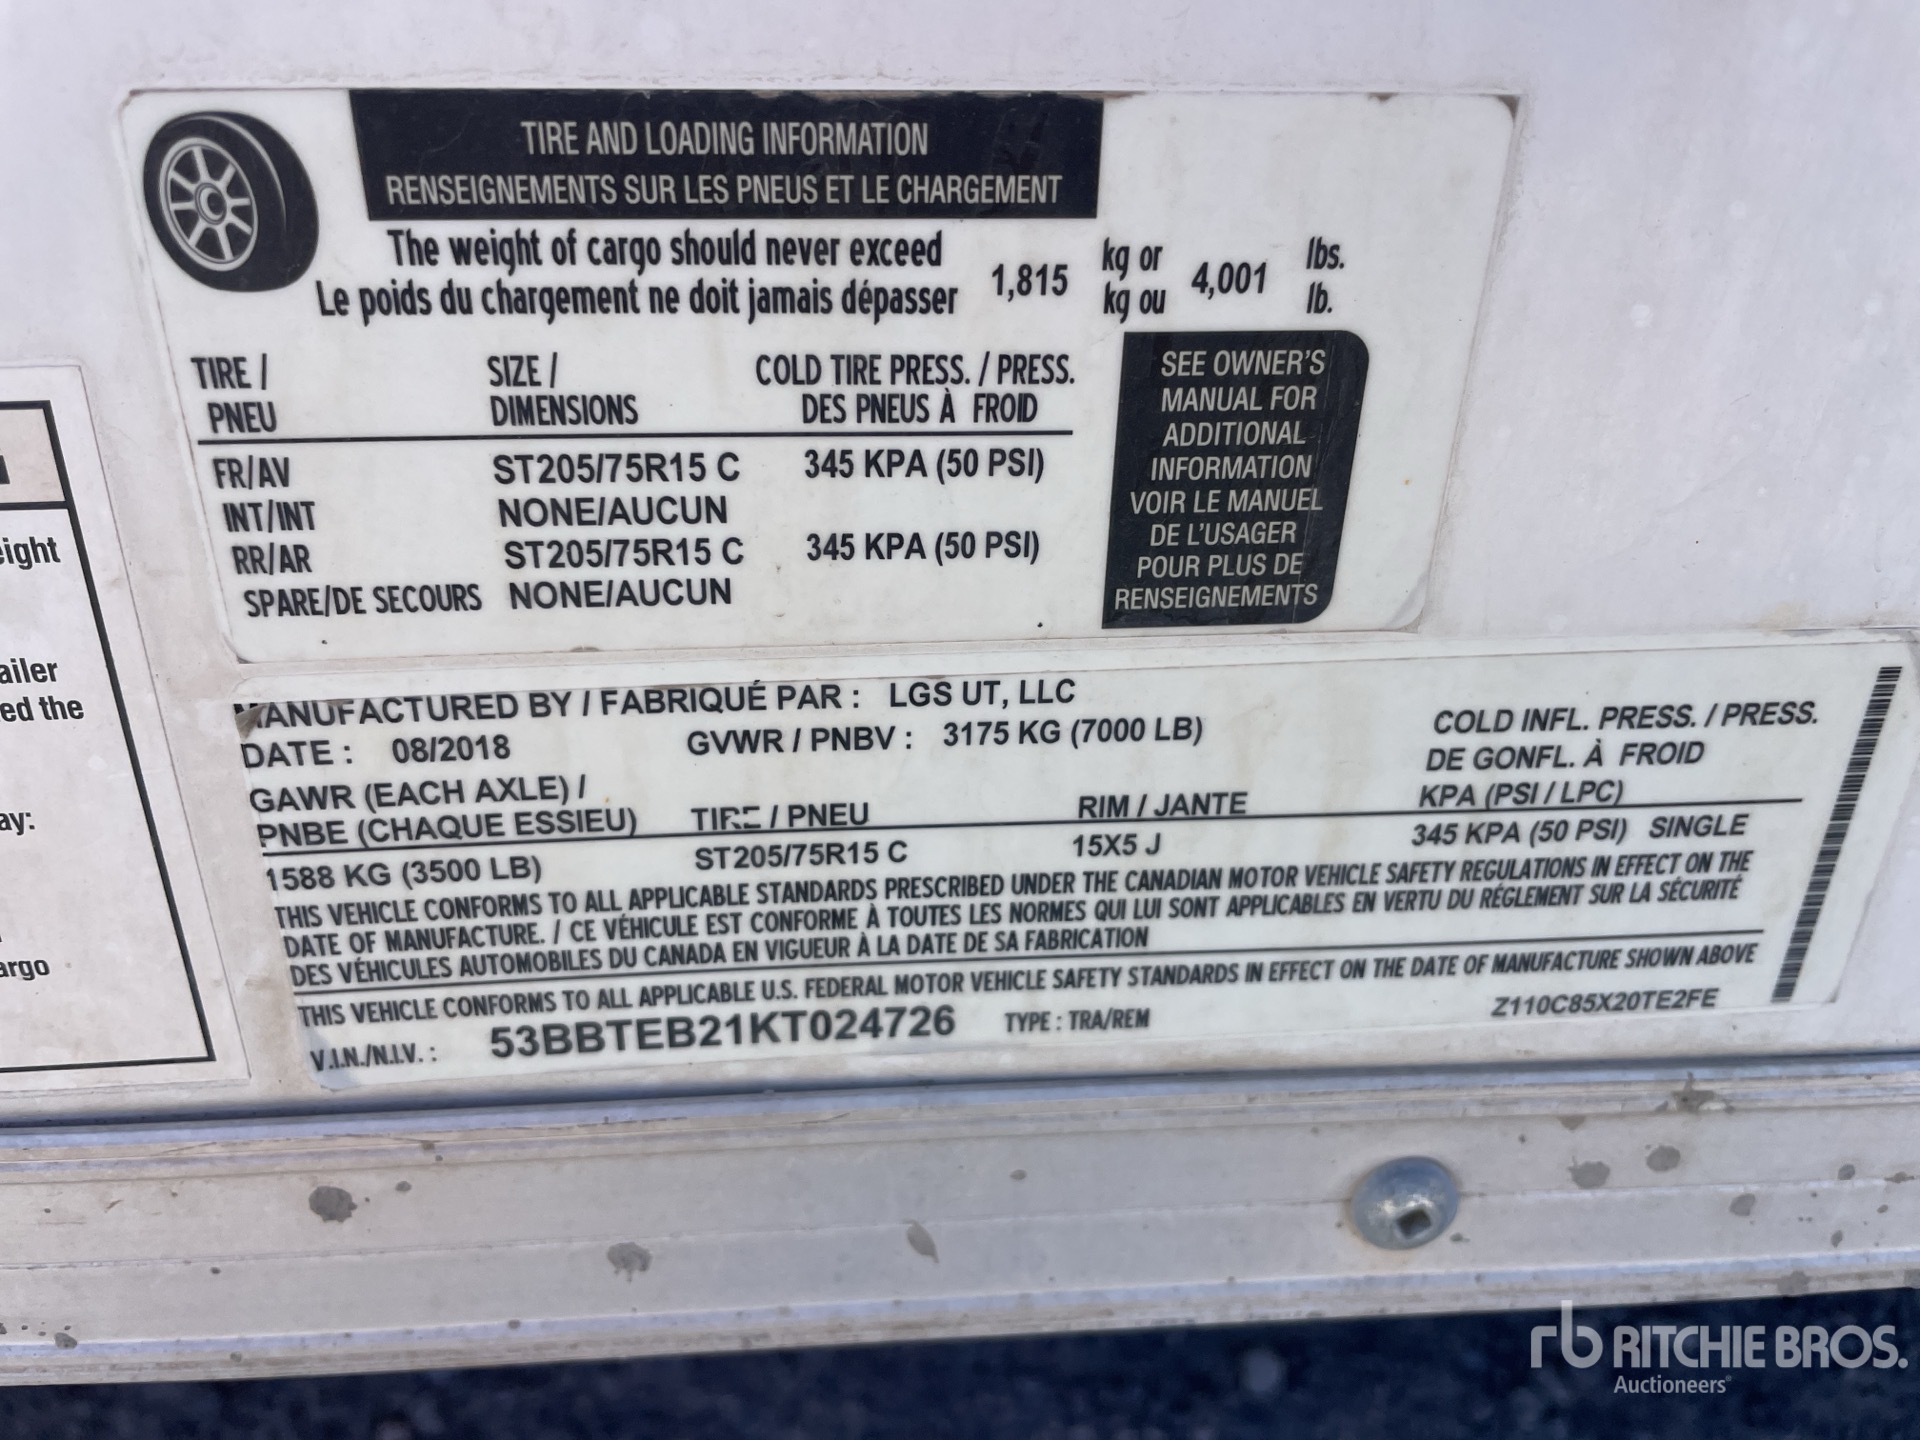 TIRE AND LOADING INFORMATION
RENSEIGNEMENTS SUR LES PNEUS ET LE CHARGEMENT
The weight of cargo should never exceed 1,815 kg or 4,001 lbs.
Le poids du chargement ne doit jamais dépasser kg ou lb.
TIRE / SIZE / COLD TIRE PRESS. / PRESS.
PNEU DIMENSIONS DES PNEUS À FROID
FR/AV ST205/75R15 C 345 KPA (50 PSI)
INT/INT NONE/AUCUN
RR/AR ST205/75R15 C 345 KPA (50 PSI)
SPARE/DE SECOURS NONE/AUCUN
SEE OWNER'S
MANUAL FOR
ADDITIONAL
INFORMATION
VOIR LE MANUEL
DE L'USAGER
POUR PLUS DE
RENSEIGNEMENTS
eight
ailer
ed the
ay:
argo
MANUFACTURED BY / FABRIQUÉ PAR : LGS UT, LLC
DATE : 08/2018 GVWR / PNBV : 3175 KG (7000 LB)
COLD INFL. PRESS. / PRESS.
DE GONFL. À FROID
KPA (PSI / LPC)
GAWR (EACH AXLE) /
PNBE (CHAQUE ESSIEU) TIRE / PNEU RIM / JANTE
1588 KG (3500 LB) ST205/75R15 C 15X5 J 345 KPA (50 PSI) SINGLE
THIS VEHICLE CONFORMS TO ALL APPLICABLE STANDARDS PRESCRIBED UNDER THE CANADIAN MOTOR VEHICLE SAFETY REGULATIONS IN EFFECT ON THE
DATE OF MANUFACTURE. / CE VÉHICULE EST CONFORME À TOUTES LES NORMES QUI LUI SONT APPLICABLES EN VERTU DU RÉGLEMENT SUR LA SÉCURITÉ
DES VÉHICULES AUTOMOBILES DU CANADA EN VIGUEUR À LA DATE DE SA FABRICATION
THIS VEHICLE CONFORMS TO ALL APPLICABLE U.S. FEDERAL MOTOR VEHICLE SAFETY STANDARDS IN EFFECT ON THE DATE OF MANUFACTURE SHOWN ABOVE
V.I.N./N.I.V. : 53BBTEB21KT024726 TYPE : TRA/REM Z110C85X20TE2FE
rb RITCHIE BROS.
Auctioneers